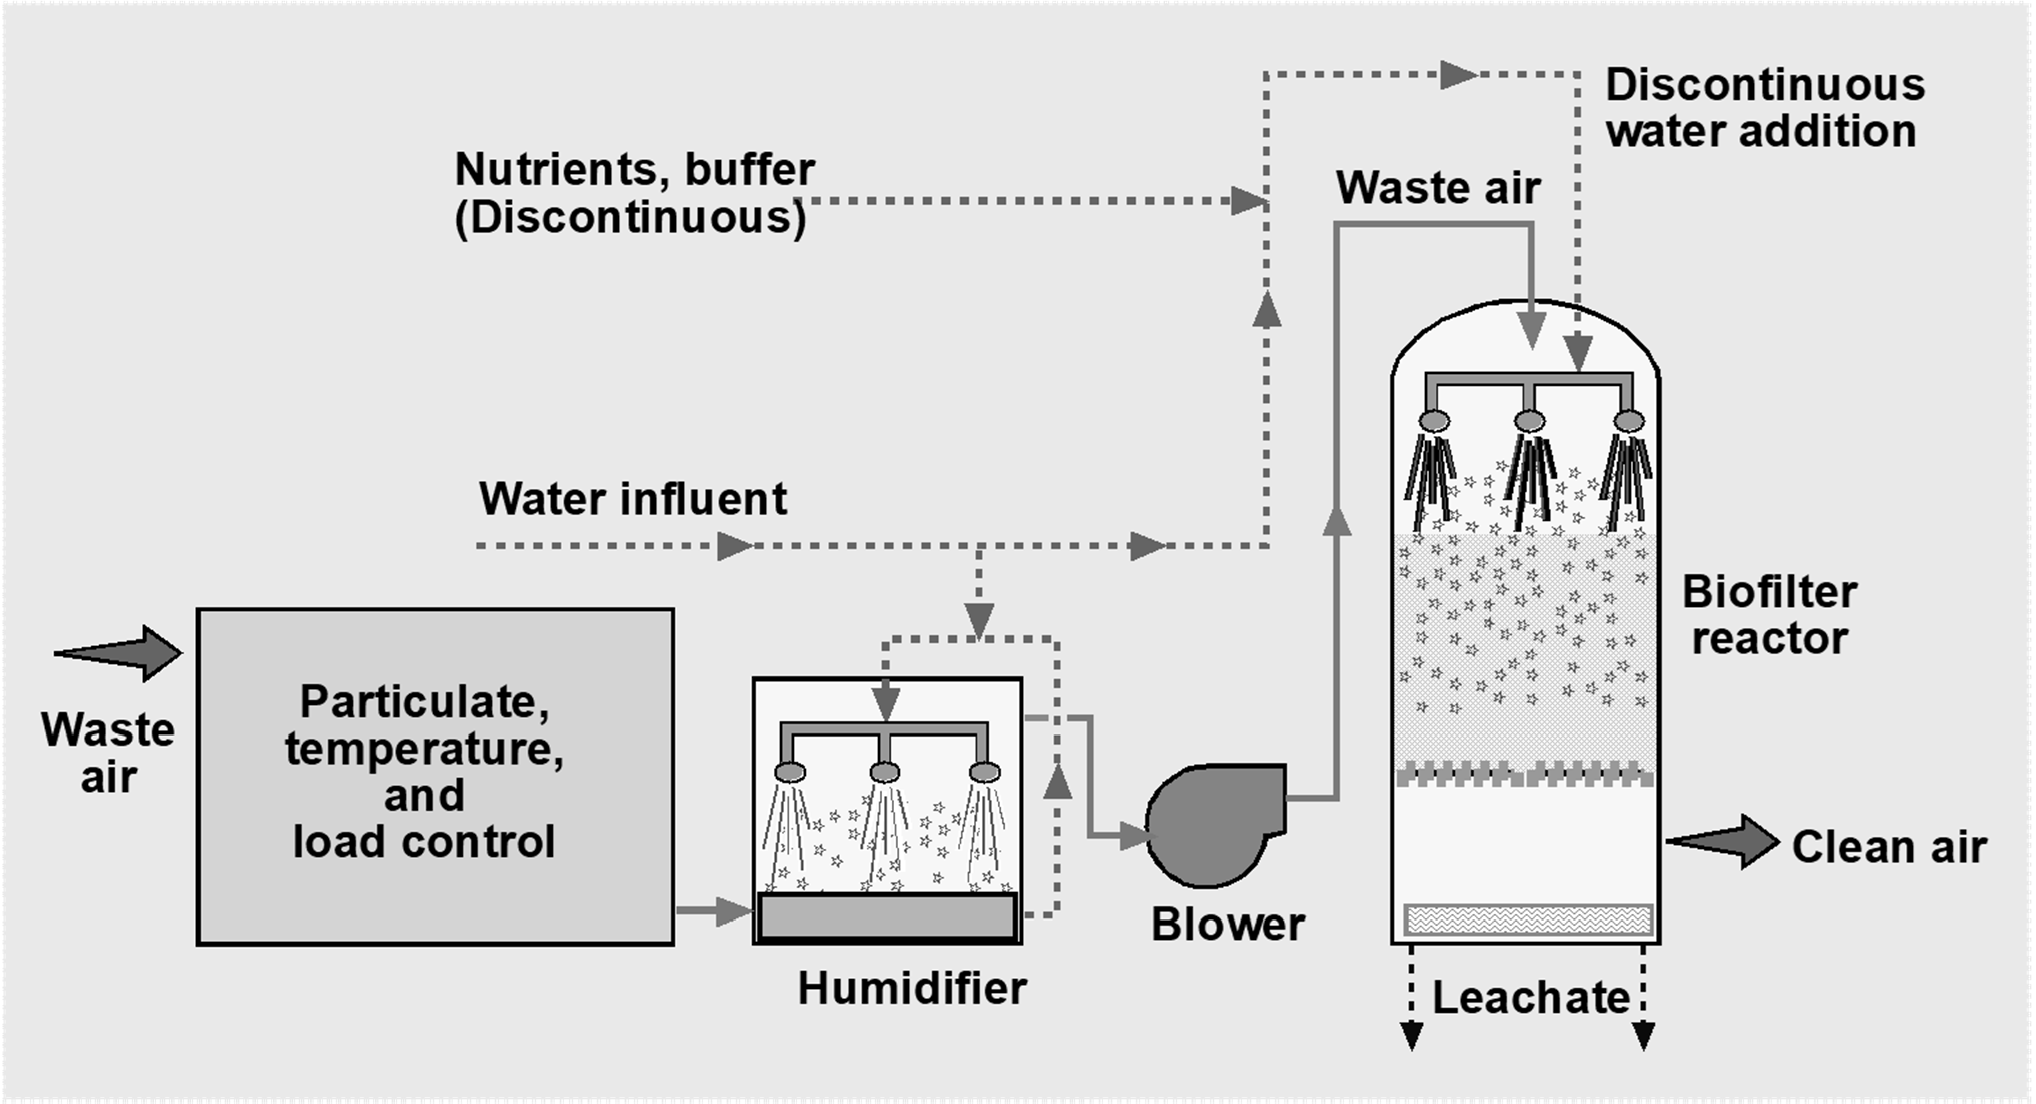 Discontinuous
water addition
Nutrients, buffer
(Discontinuous)
Waste air
Water influent
Biofilter
reactor
Waste
air
Particulate,
temperature,
and
load control
Clean air
Blower
Humidifier
Leachate